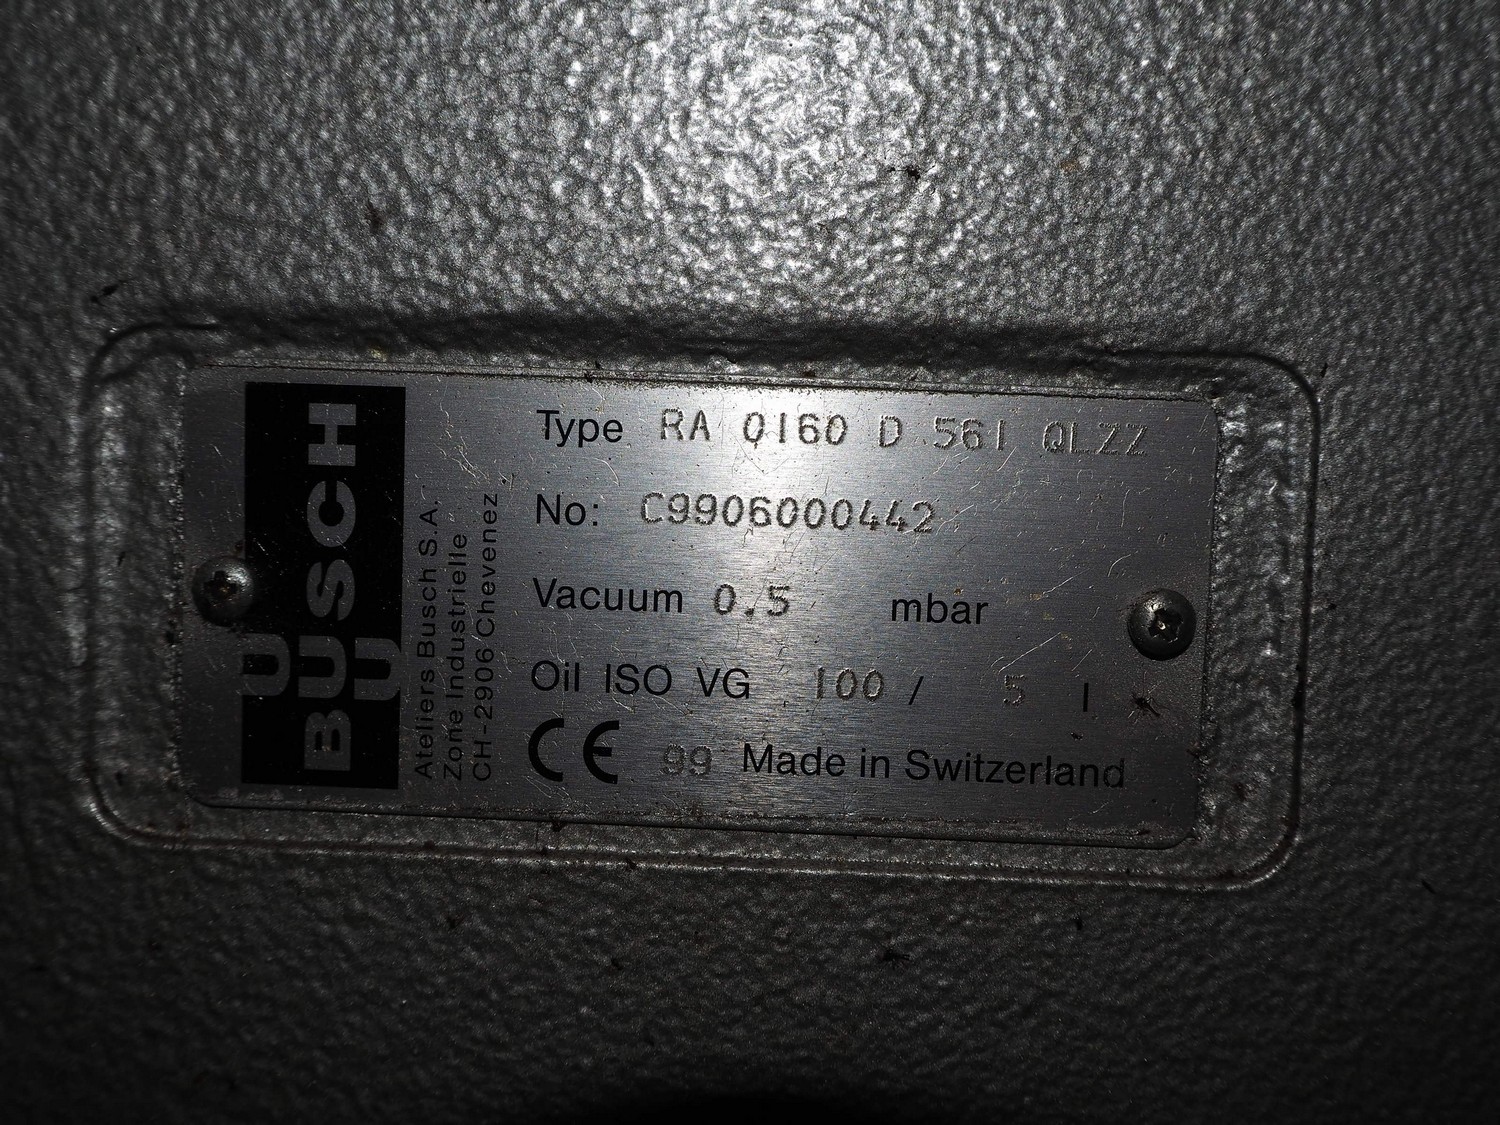 BUSCH
Ateliers Busch S.A.
Zone Industrielle
CH-2906 Chevenez
Type RA 0160 D 561 QLZZ
No: C9906000442
Vacuum 0.5 mbar
Oil ISO VG 100 / 5 l
CE 99 Made in Switzerland